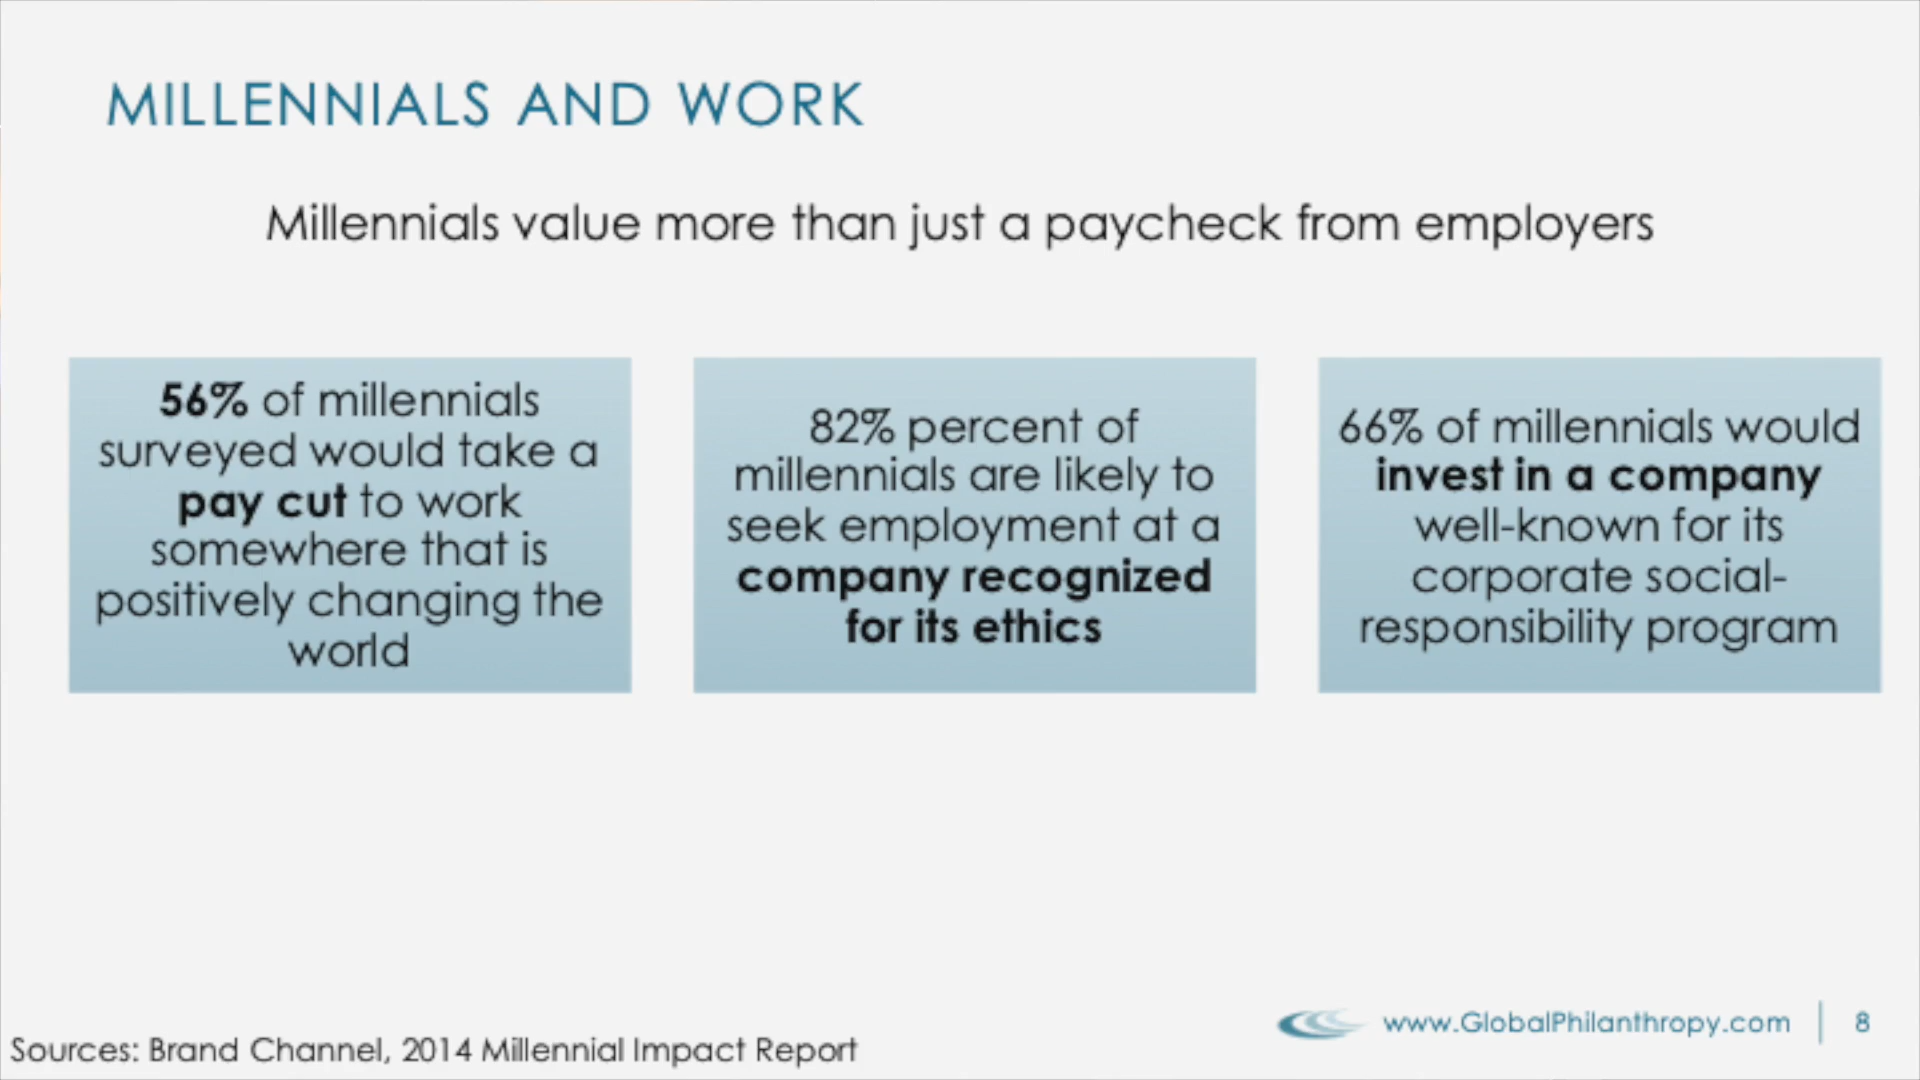 MILLENNIALS AND WORK
Millennials value more than just a paycheck from employers
56% of millennials
surveyed would take a
pay cut to work
somewhere that is
positively changing the
world
82% percent of
millennials are likely to
seek employment at a
company recognized
for its ethics
66% of millennials would
invest in a company
well-known for its
corporate social-
responsibility program
www.GlobalPhilanthropy.com | 8
Sources: Brand Channel, 2014 Millennial Impact Report